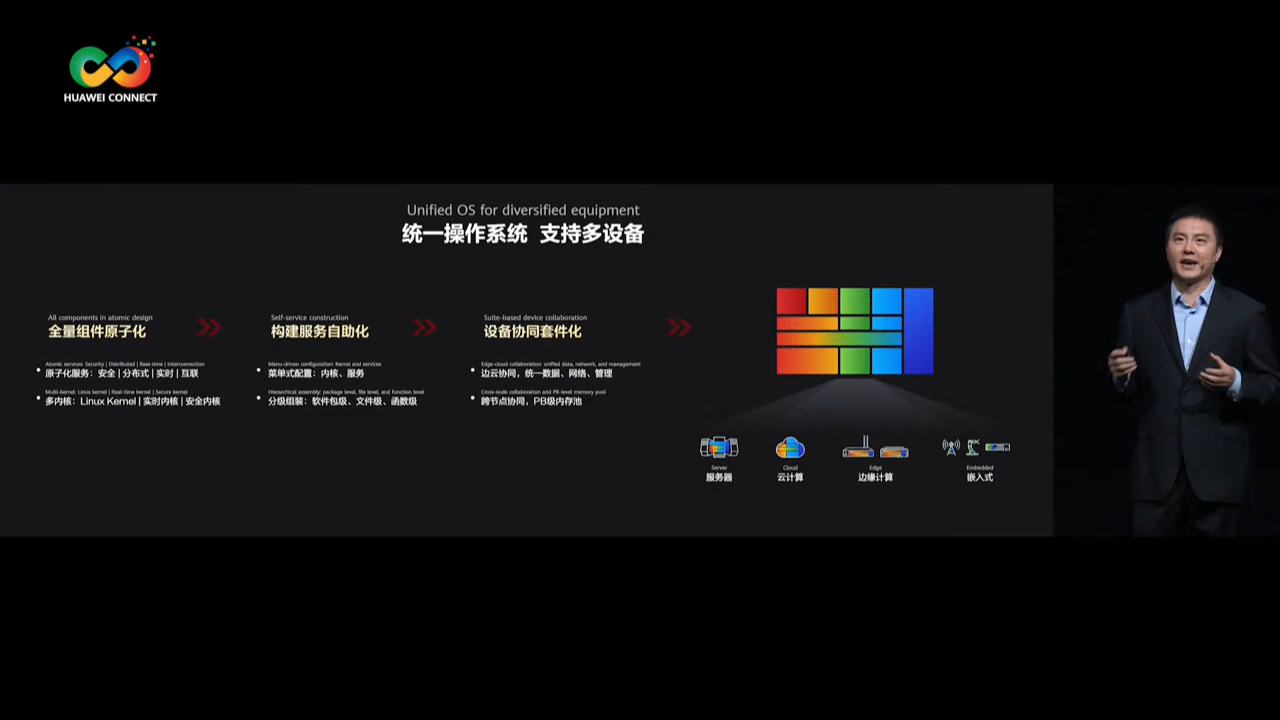 HUAWEI CONNECT
Unified OS for diversified equipment
统一操作系统 支持多设备
All components in atomic design
全量组件原子化
Atomic services: Security | Distributed | Real-time | Interconnection
原子化服务：安全 | 分布式 | 实时 | 互联
Multi-kernel: Linux kernel | Real-time kernel | Secure kernel
多内核：Linux Kernel | 实时内核 | 安全内核
Self-service construction
构建服务自助化
Menu-driven configuration: Kernel and services
菜单式配置：内核、服务
Hierarchical assembly: package level, file level, and function level
分级组装：软件包级、文件级、函数级
Suite-based device collaboration
设备协同套件化
Edge-cloud collaboration: unified data, network, and management
边云协同，统一数据、网络、管理
Cross-node collaboration and PB-level memory pool
跨节点协同，PB级内存池
Server
服务器
Cloud
云计算
Edge
边缘计算
Embedded
嵌入式